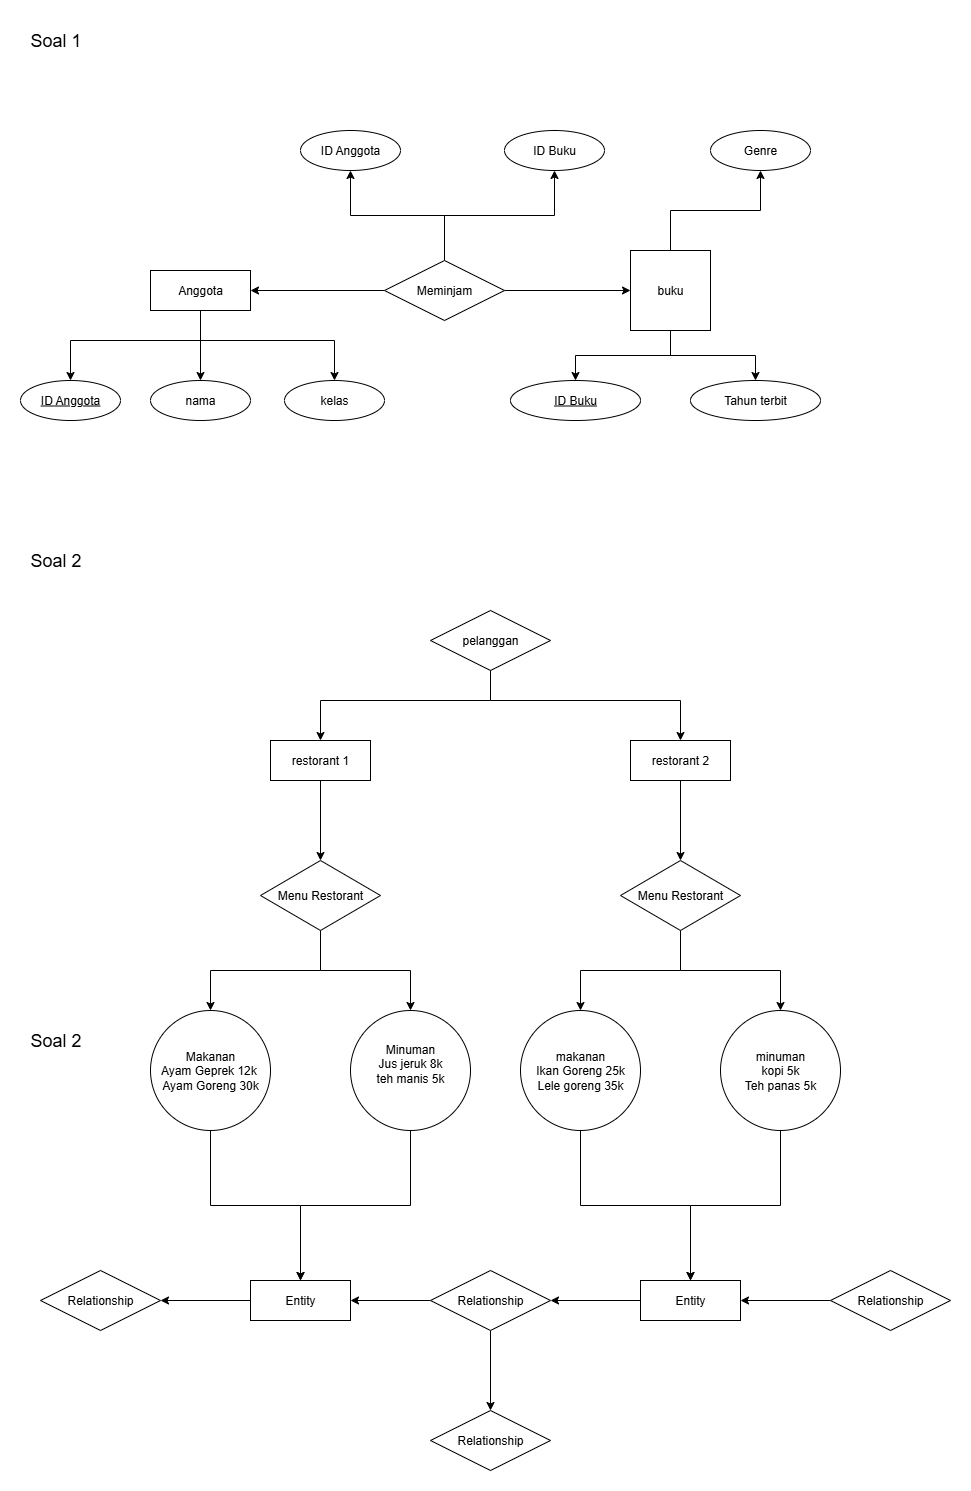 Soal 1
ID Anggota
ID Buku
Genre
Anggota
Meminjam
buku
ID Anggota
nama
kelas
ID Buku
Tahun terbit
Soal 2
pelanggan
restorant 1
restorant 2
Menu Restorant
Menu Restorant
Soal 2
Makanan
Ayam Geprek 12k
Ayam Goreng 30k
Minuman
Jus jeruk 8k
teh manis 5k
makanan
Ikan Goreng 25k
Lele goreng 35k
minuman
kopi 5k
Teh panas 5k
Relationship
Entity
Relationship
Entity
Relationship
Relationship